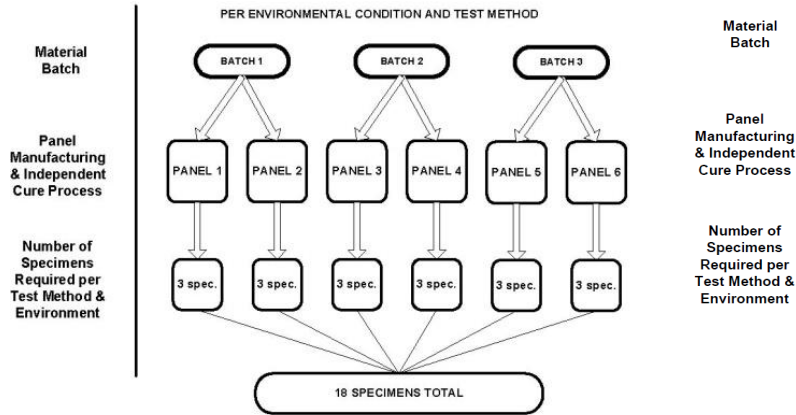 PER ENVIRONMENTAL CONDITION AND TEST METHOD
Material
Batch
BATCH 1
BATCH 2
BATCH 3
Material
Batch
Panel
Manufacturing
& Independent
Cure Process
PANEL 1
PANEL 2
PANEL 3
PANEL 4
PANEL 5
PANEL 6
Panel
Manufacturing
& Independent
Cure Process
Number of
Specimens
Required per
Test Method &
Environment
3 spec.
3 spec.
3 spec.
3 spec.
3 spec.
3 spec.
Number of
Specimens
Required per
Test Method &
Environment
18 SPECIMENS TOTAL